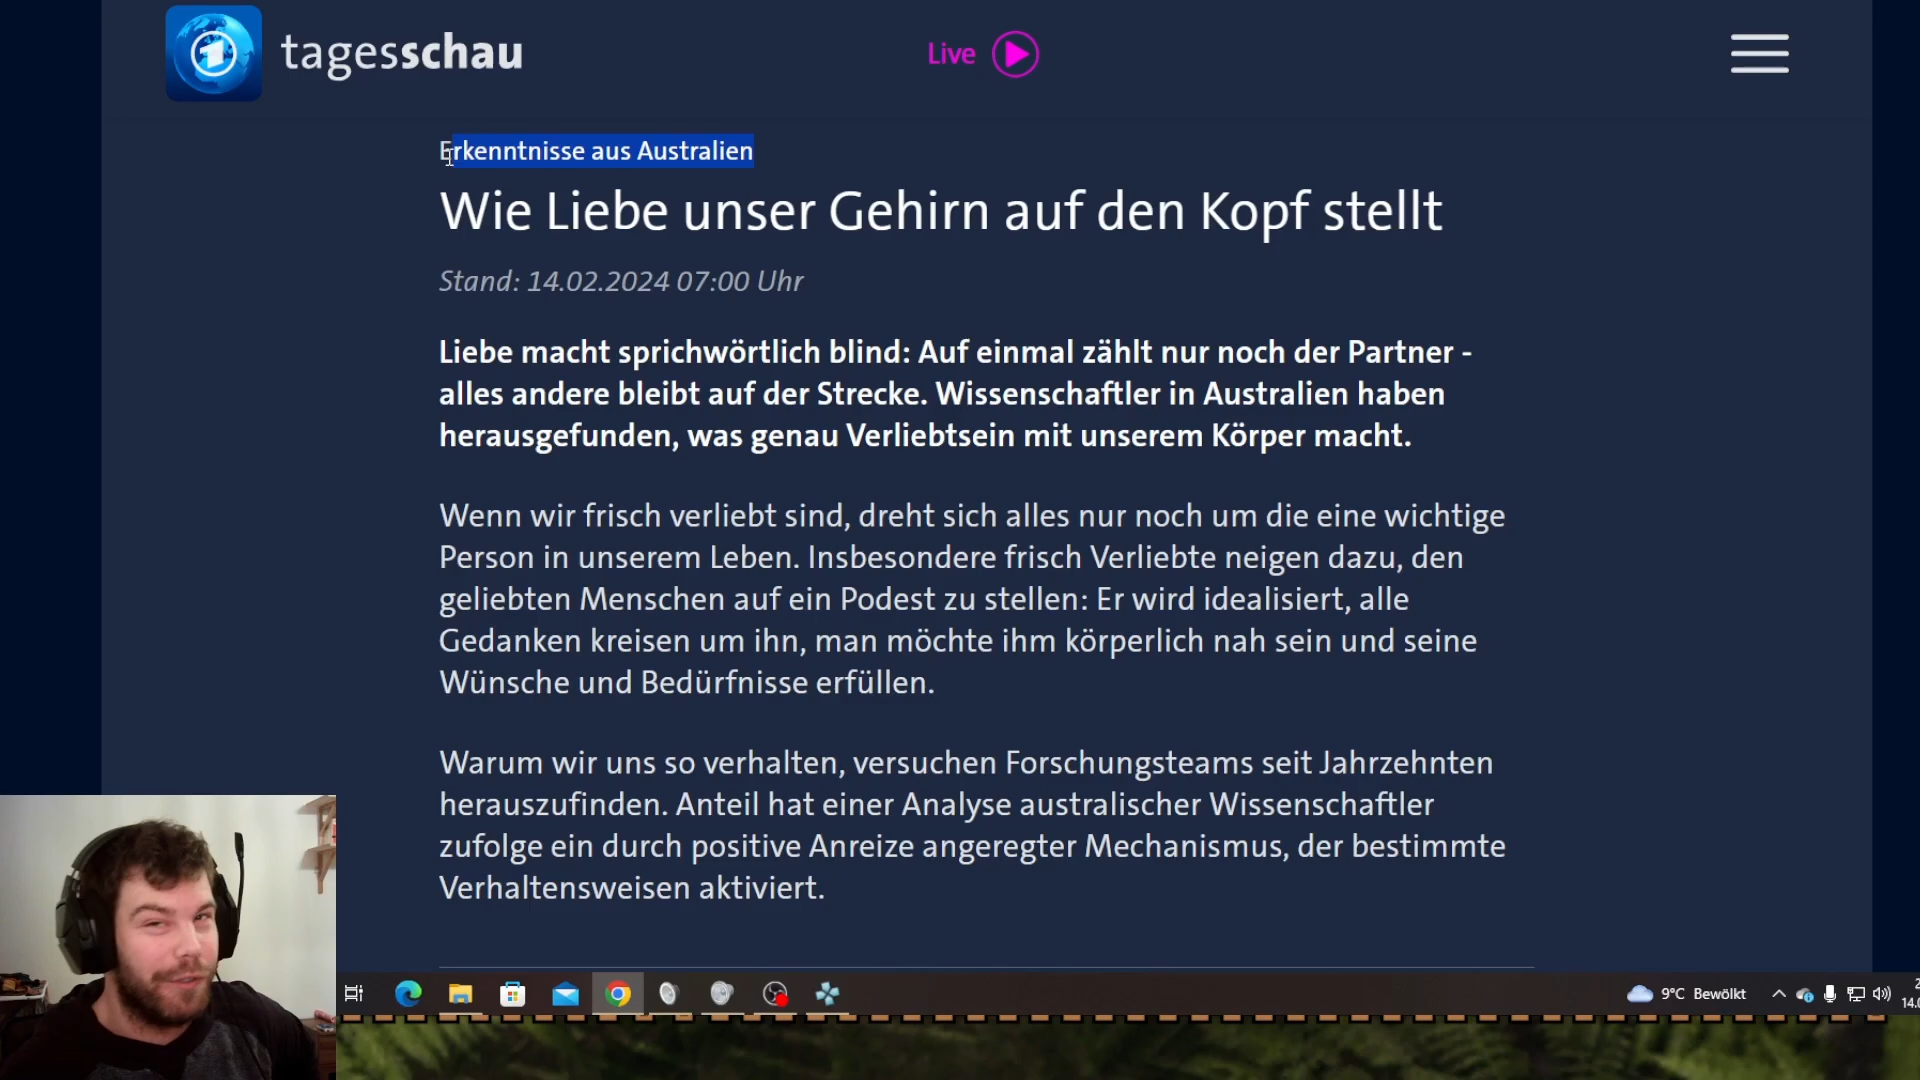 tagesschau
Live
Erkenntnisse aus Australien
Wie Liebe unser Gehirn auf den Kopf stellt
Stand: 14.02.2024 07:00 Uhr
Liebe macht sprichwörtlich blind: Auf einmal zählt nur noch der Partner -
alles andere bleibt auf der Strecke. Wissenschaftler in Australien haben
herausgefunden, was genau Verliebtsein mit unserem Körper macht.
Wenn wir frisch verliebt sind, dreht sich alles nur noch um die eine wichtige
Person in unserem Leben. Insbesondere frisch Verliebte neigen dazu, den
geliebten Menschen auf ein Podest zu stellen: Er wird idealisiert, alle
Gedanken kreisen um ihn, man möchte ihm körperlich nah sein und seine
Wünsche und Bedürfnisse erfüllen.
Warum wir uns so verhalten, versuchen Forschungsteams seit Jahrzehnten
herauszufinden. Anteil hat einer Analyse australischer Wissenschaftler
zufolge ein durch positive Anreize angeregter Mechanismus, der bestimmte
Verhaltensweisen aktiviert.
9°C Bewölkt